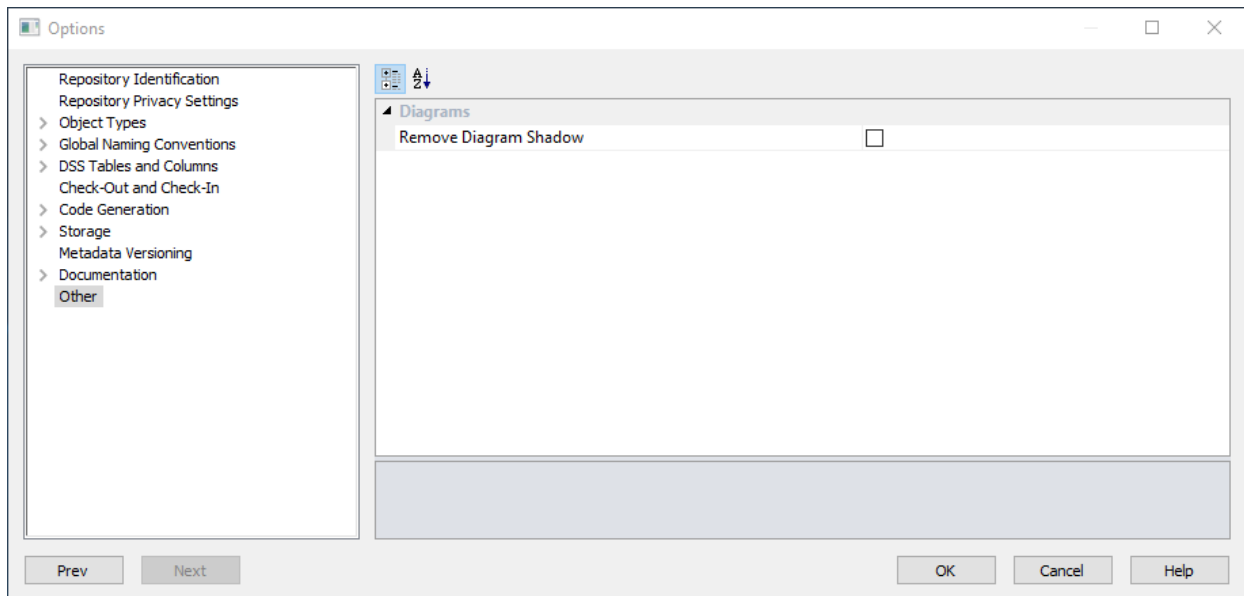 Options
Repository Identification
Repository Privacy Settings
Object Types
Global Naming Conventions
DSS Tables and Columns
Check-Out and Check-In
Code Generation
Storage
Metadata Versioning
Documentation
Other
Diagrams
Remove Diagram Shadow
Prev
Next
OK
Cancel
Help